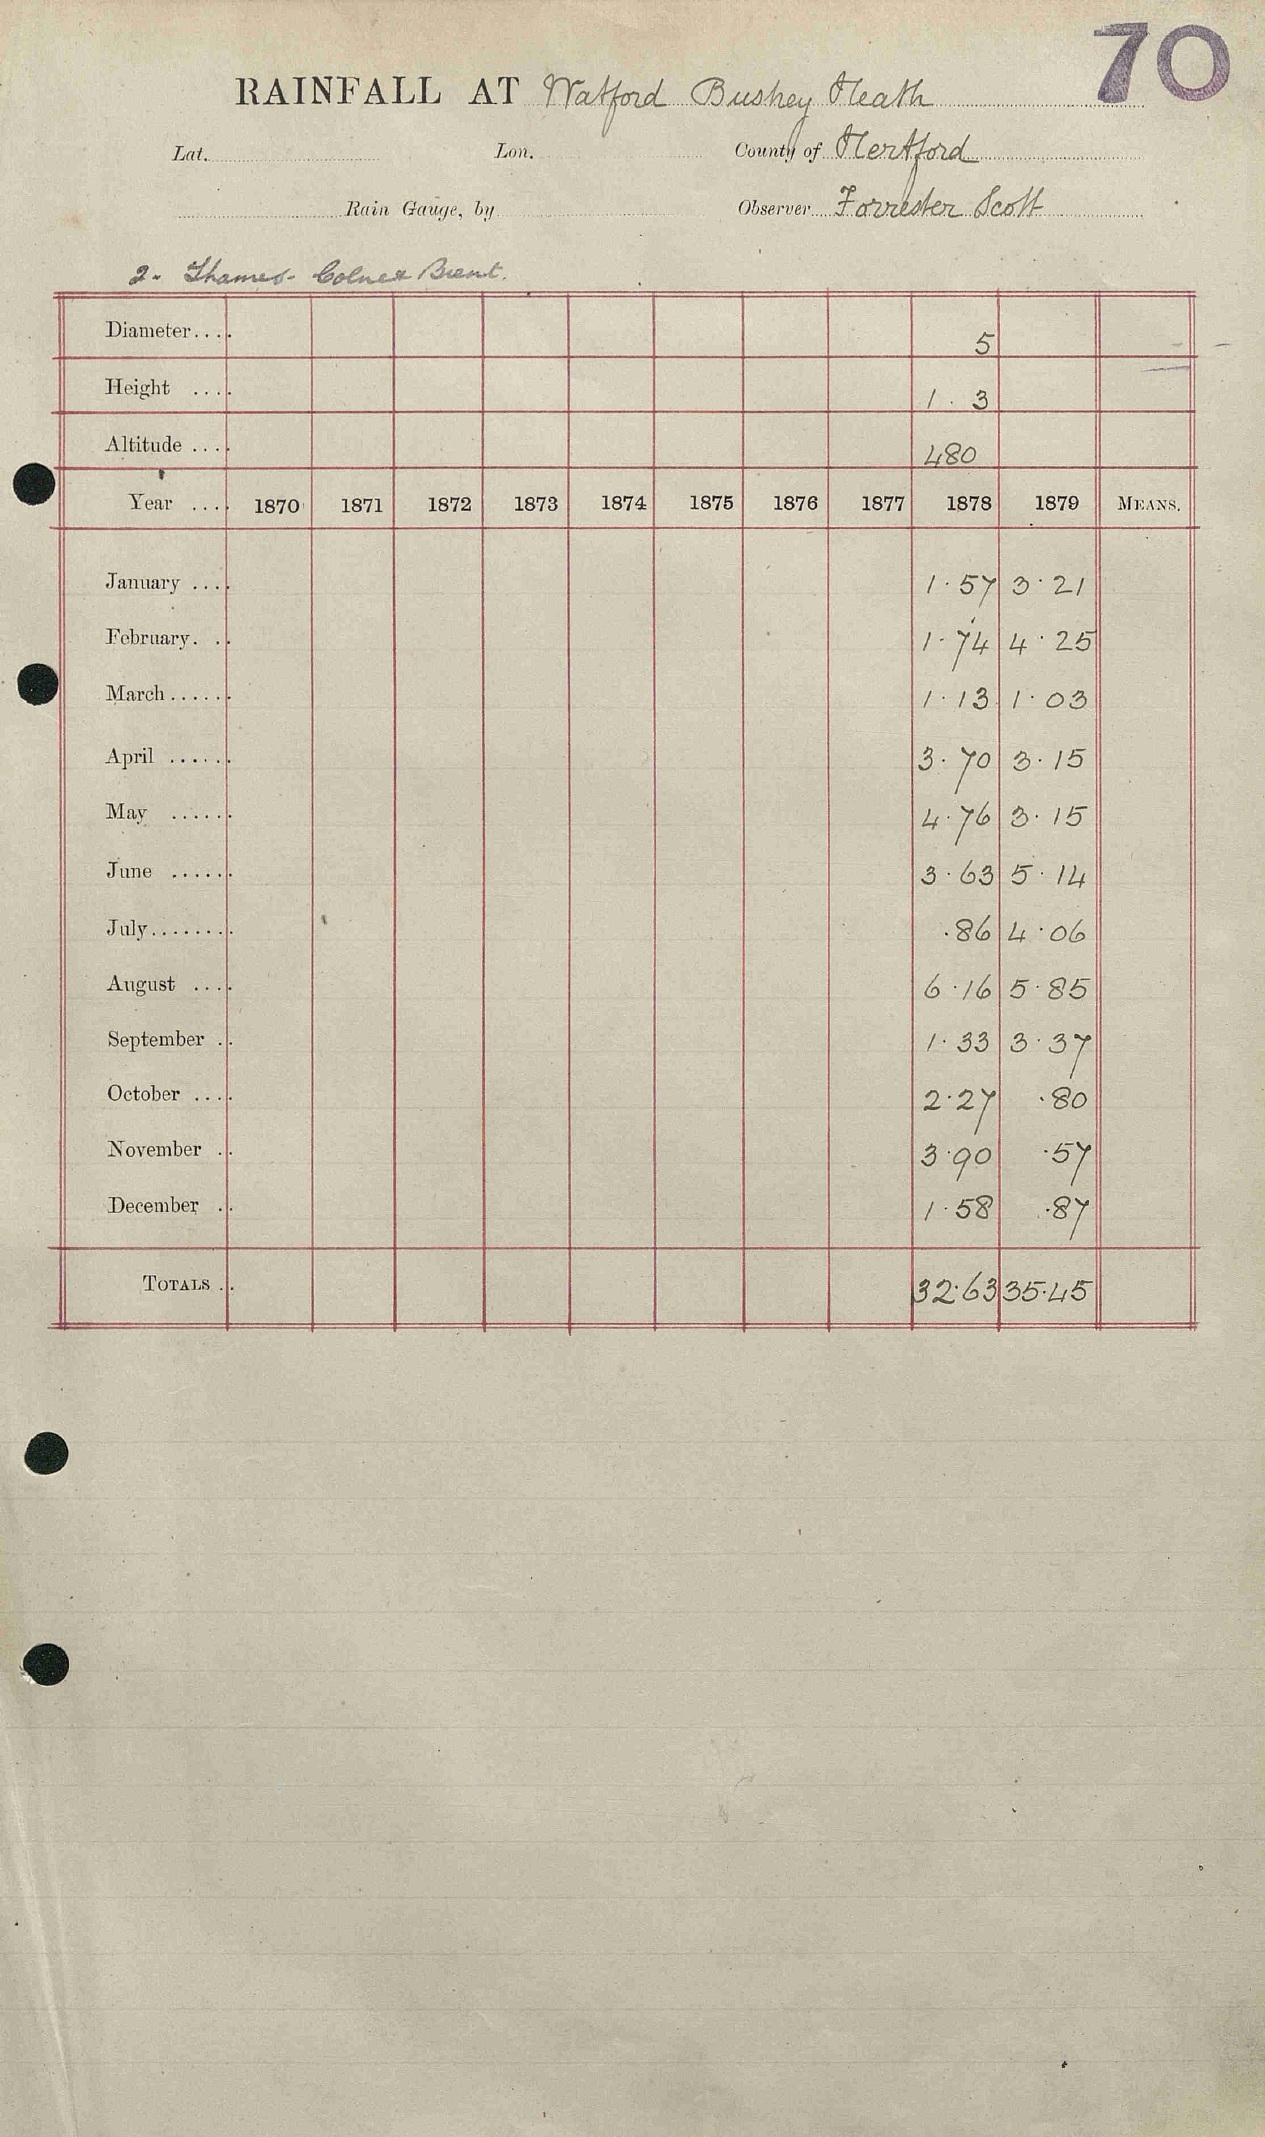 70
RAINFALL AT Watford Bushey Heath
Lat. Lon. County of Hertford
Rain Gauge, by Observer Forrester Scott
2. Thames - Colne & Brent.
Diameter.... 5
Height .... 1 . 3
Altitude .... 480
Year .... 1870 1871 1872 1873 1874 1875 1876 1877 1878 1879 MEANS.
January .... 1.57 3.21
February. .. 1.74 4.25
March...... 1.13 1.03
April ...... 3.70 3.15
May ...... 4.76 3.15
June ...... 3.63 5.14
July....... .86 4.06
August .... 6.16 5.85
September .. 1.33 3.37
October .... 2.27 .80
November .. 3.90 .57
December .. 1.58 .87
TOTALS .. 32.63 35.45